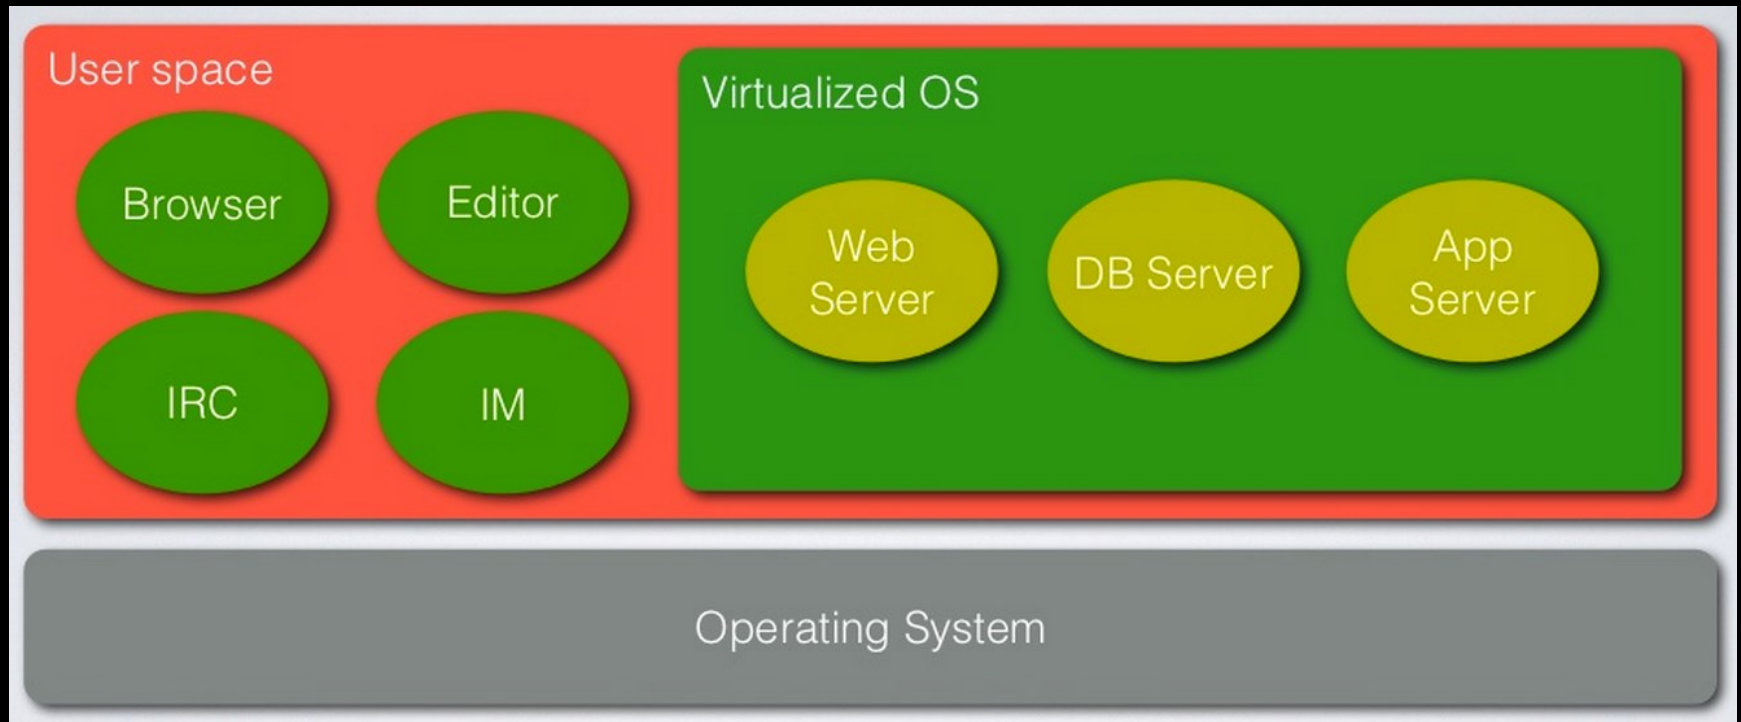 User space
Virtualized OS
Browser
Editor
Web
Server
DB Server
App
Server
IRC
IM
Operating System